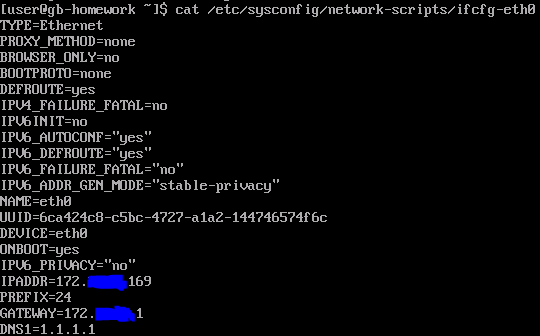 [user@gb-homework ~]$ cat /etc/sysconfig/network-scripts/ifcfg-eth0
TYPE=Ethernet
PROXY_METHOD=none
BROWSER_ONLY=no
BOOTPROTO=none
DEFROUTE=yes
IPV4_FAILURE_FATAL=no
IPV6INIT=no
IPV6_AUTOCONF="yes"
IPV6_DEFROUTE="yes"
IPV6_FAILURE_FATAL="no"
IPV6_ADDR_GEN_MODE="stable-privacy"
NAME=eth0
UUID=6ca424c8-c5bc-4727-a1a2-144746574f6c
DEVICE=eth0
ONBOOT=yes
IPV6_PRIVACY="no"
IPADDR=172. 169
PREFIX=24
GATEWAY=172. 1
DNS1=1.1.1.1